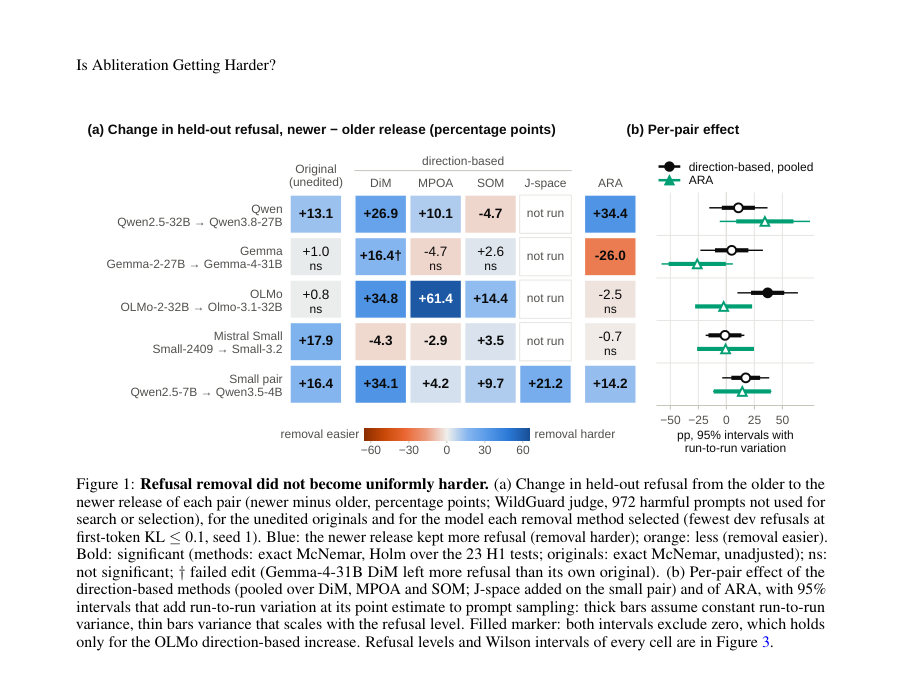 Is Abliteration Getting Harder?
(a) Change in held-out refusal, newer − older release (percentage points)
(b) Per-pair effect
Original
(unedited)
direction-based
DiM MPOA SOM J-space ARA
direction-based, pooled
ARA
Qwen
Qwen2.5-32B → Qwen3.8-27B
+13.1 +26.9 +10.1 -4.7 not run +34.4
Gemma
Gemma-2-27B → Gemma-4-31B
+1.0 ns +16.4† -4.7 ns +2.6 ns not run -26.0
OLMo
OLMo-2-32B → Olmo-3.1-32B
+0.8 ns +34.8 +61.4 +14.4 not run -2.5 ns
Mistral Small
Small-2409 → Small-3.2
+17.9 -4.3 -2.9 +3.5 not run -0.7 ns
Small pair
Qwen2.5-7B → Qwen3.5-4B
+16.4 +34.1 +4.2 +9.7 +21.2 +14.2
removal easier removal harder
−60 −30 0 30 60
−50 −25 0 25 50
pp, 95% intervals with
run-to-run variation
Figure 1: Refusal removal did not become uniformly harder. (a) Change in held-out refusal from the older to the
newer release of each pair (newer minus older, percentage points; WildGuard judge, 972 harmful prompts not used for
search or selection), for the unedited originals and for the model each removal method selected (fewest dev refusals at
first-token KL ≤ 0.1, seed 1). Blue: the newer release kept more refusal (removal harder); orange: less (removal easier).
Bold: significant (methods: exact McNemar, Holm over the 23 H1 tests; originals: exact McNemar, unadjusted); ns:
not significant; † failed edit (Gemma-4-31B DiM left more refusal than its own original). (b) Per-pair effect of the
direction-based methods (pooled over DiM, MPOA and SOM; J-space added on the small pair) and of ARA, with 95%
intervals that add run-to-run variation at its point estimate to prompt sampling: thick bars assume constant run-to-run
variance, thin bars variance that scales with the refusal level. Filled marker: both intervals exclude zero, which holds
only for the OLMo direction-based increase. Refusal levels and Wilson intervals of every cell are in Figure 3.